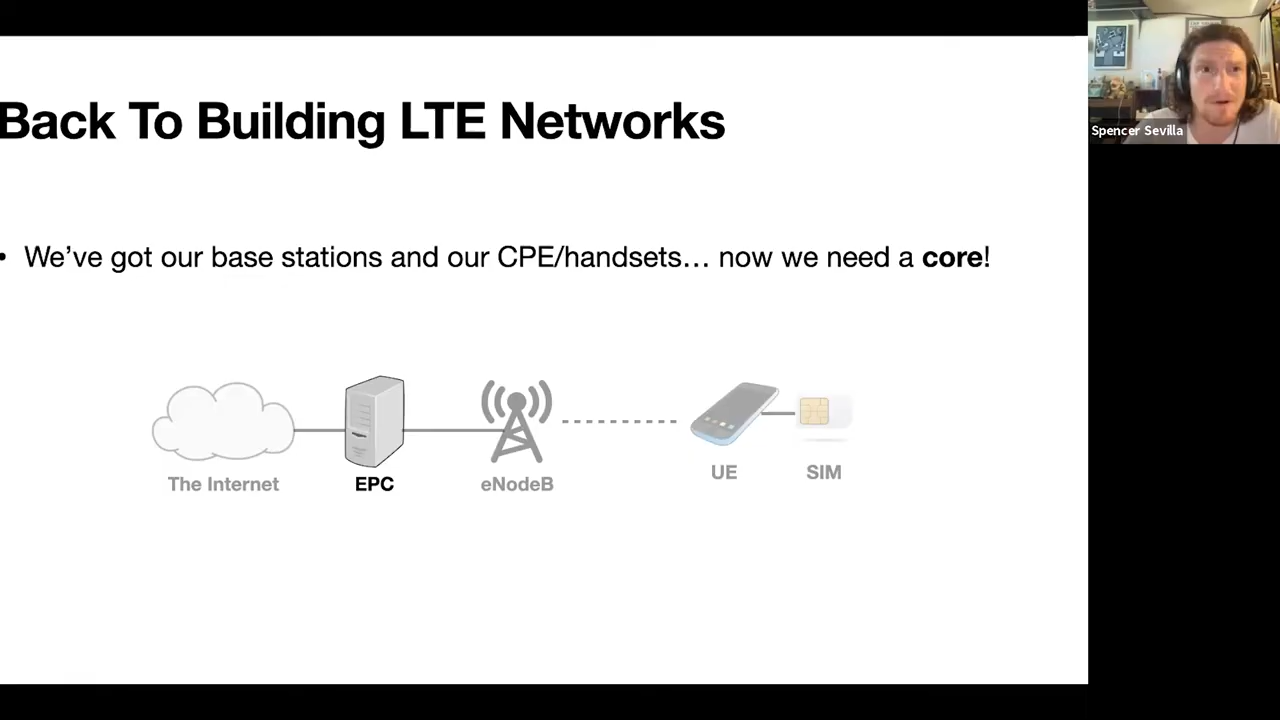 Back To Building LTE Networks
Spencer Sevilla
• We’ve got our base stations and our CPE/handsets… now we need a core!
The Internet
EPC
eNodeB
UE
SIM